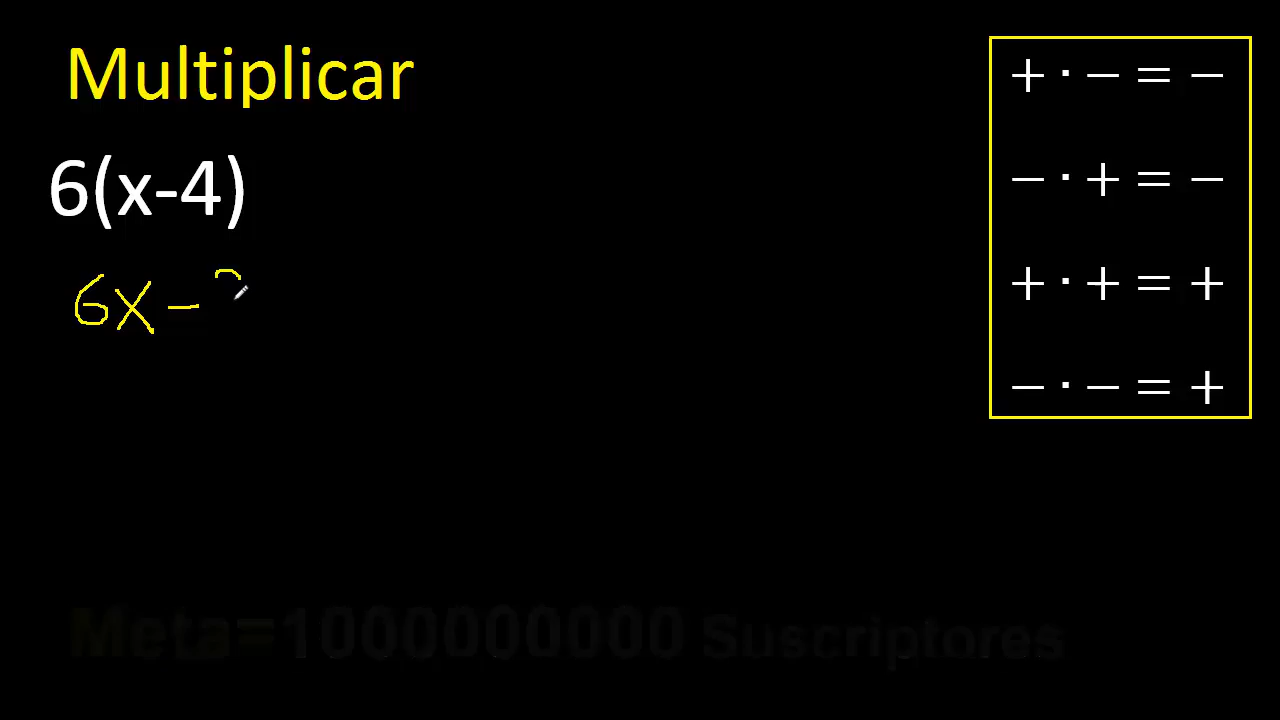 Multiplicar
6(x-4)
6x -
+ · - = -
- · + = -
+ · + = +
- · - = +
Meta=1000000000 Suscriptores